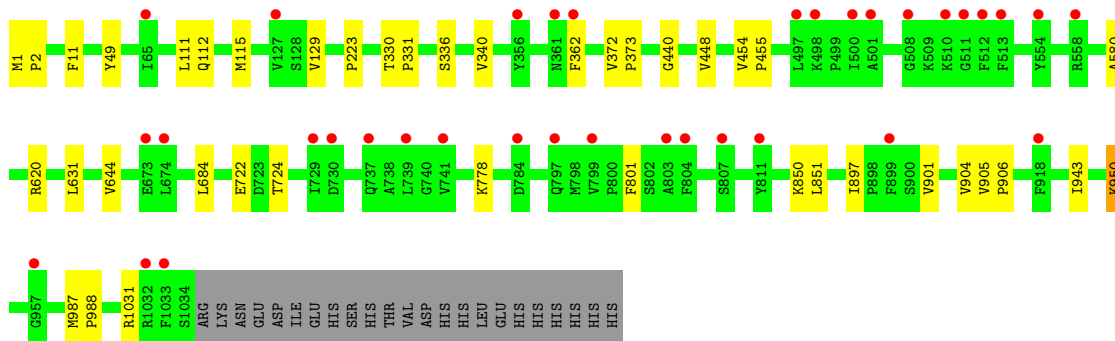 M1 P2 F11 Y49 I65 L111 Q112 M115 V127 S128 V129 P223 T330 P331 S336 V340 Y356 N361 F362 V372 P373 G440 V448 V454 P455 L497 K498 P499 I500 A501 G508 K509 K510 G511 F512 F513 Y554 R558 A580
R620 L631 V644 E673 L674 L684 E722 D723 T724 I729 D730 Q737 A738 L739 G740 V741 K778 D784 Q797 M798 V799 P800 F801 S802 A803 F804 S807 V811 K850 L851 I897 P898 F899 S900 V901 V904 V905 P906 F918 I943 K950
G957 M987 P988 R1031 R1032 F1033 S1034 ARG LYS ASN GLU ASP ILE GLU HIS SER HIS THR VAL ASP HIS HIS LEU GLU HIS HIS HIS HIS HIS HIS